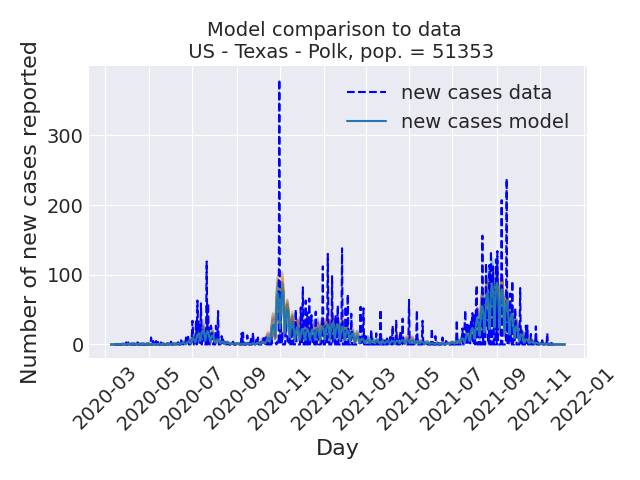 Model comparison to data
US - Texas - Polk, pop. = 51353
Number of new cases reported
300
200
100
0
new cases data
new cases model
2020-03
2020-05
2020-07
2020-09
2020-11
2021-01
2021-03
2021-05
2021-07
2021-09
2021-11
2022-01
Day